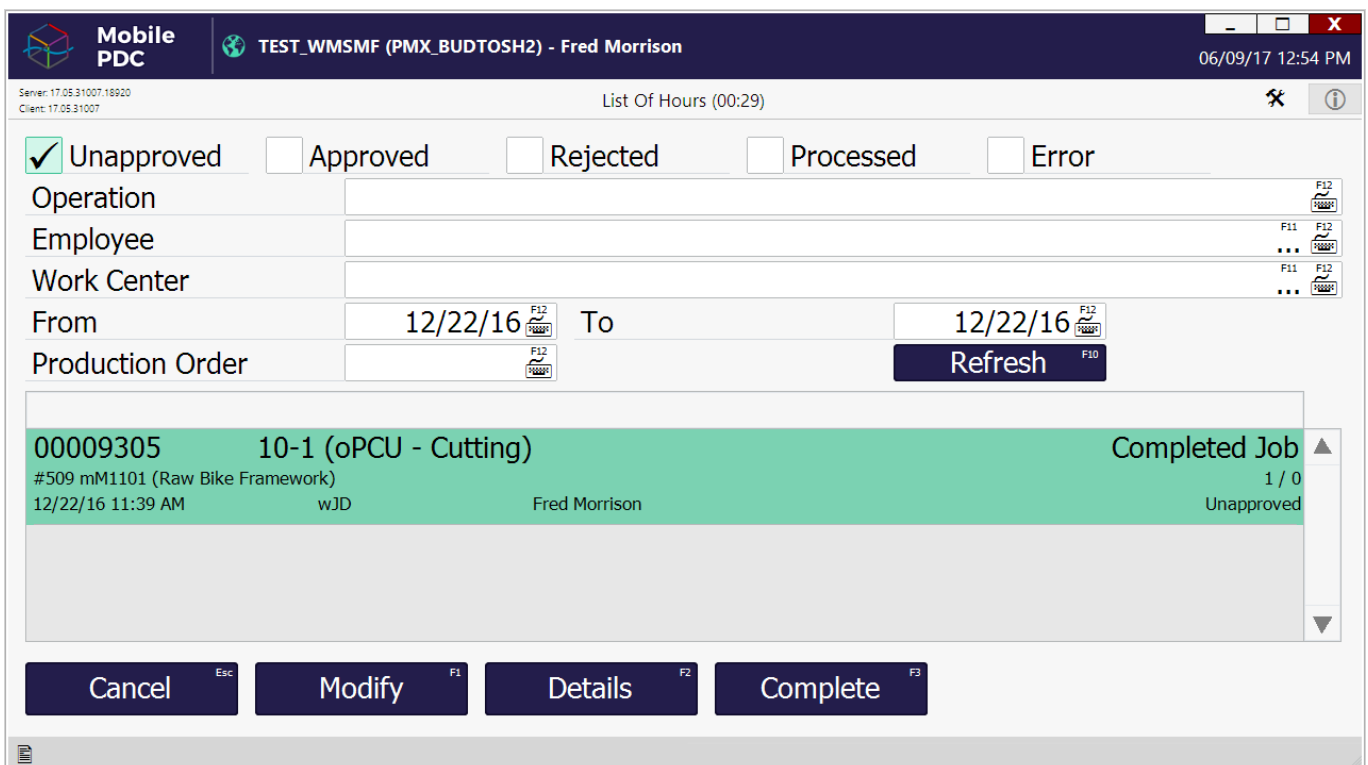 Mobile PDC
TEST_WMSMF (PMX_BUDTOSH2) - Fred Morrison
X
06/09/17 12:54 PM
Server: 17.05.31007.18920
Client: 17.05.31007
List Of Hours (00:29)
Unapproved Approved Rejected Processed Error
Operation F12
Employee F11 ... F12
Work Center F11 ... F12
From 12/22/16 F12 To 12/22/16 F12
Production Order F12 Refresh F10
00009305 10-1 (oPCU - Cutting) Completed Job
#509 mM1101 (Raw Bike Framework) 1 / 0
12/22/16 11:39 AM wJD Fred Morrison Unapproved
Cancel Esc Modify F1 Details F2 Complete F3